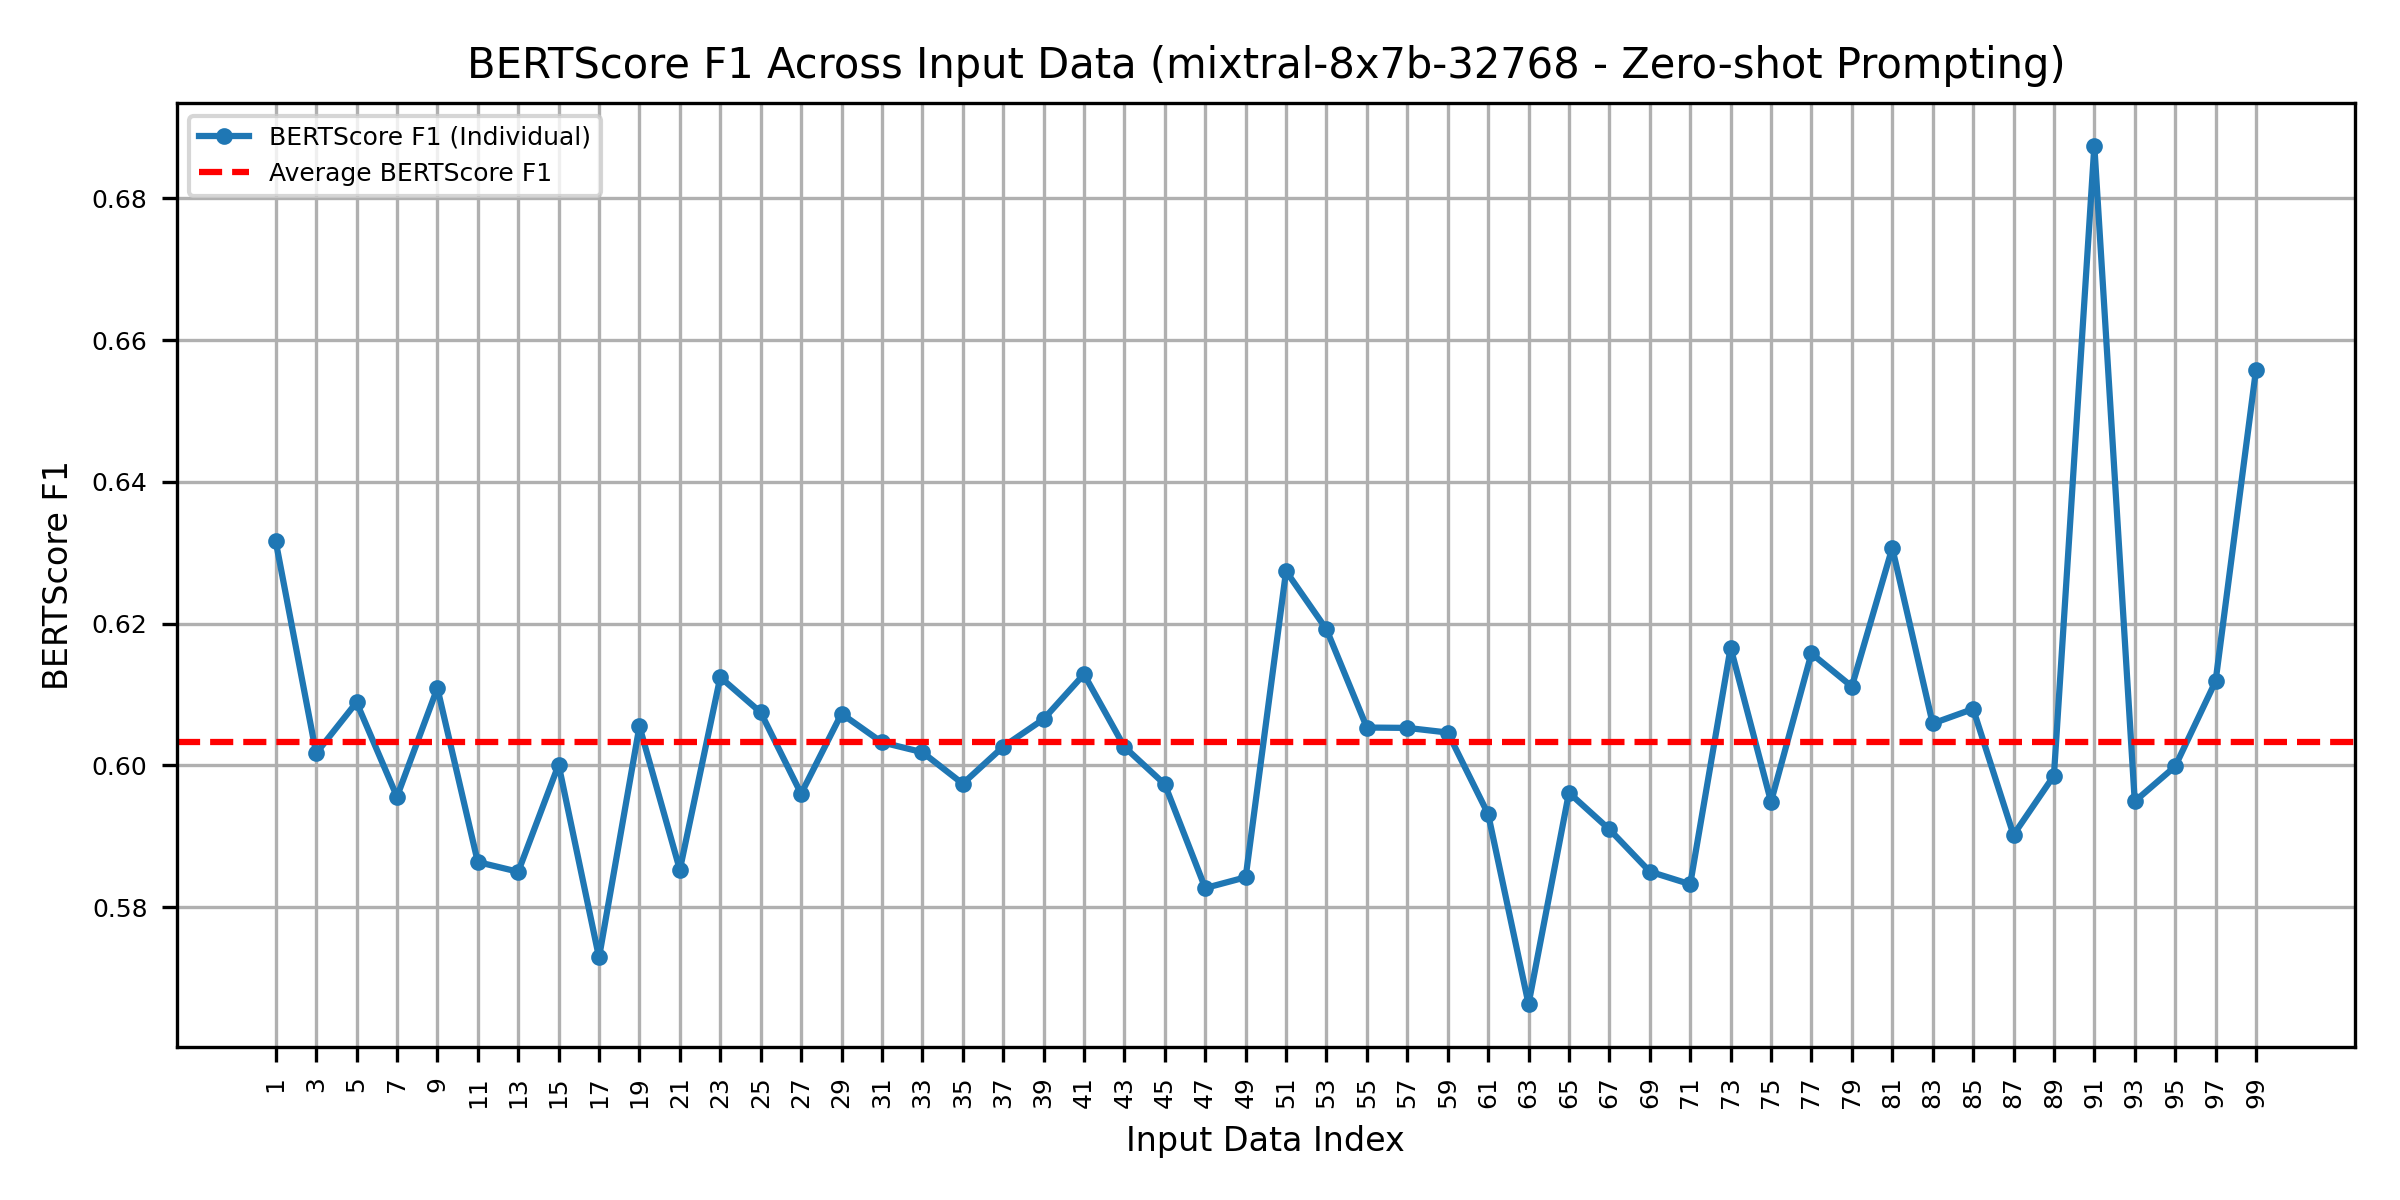 BERTScore F1 Across Input Data (mixtral-8x7b-32768 - Zero-shot Prompting)
BERTScore F1 (Individual)
Average BERTScore F1
BERTScore F1
0.68
0.66
0.64
0.62
0.60
0.58
1 3 5 7 9 11 13 15 17 19 21 23 25 27 29 31 33 35 37 39 41 43 45 47 49 51 53 55 57 59 61 63 65 67 69 71 73 75 77 79 81 83 85 87 89 91 93 95 97 99
Input Data Index